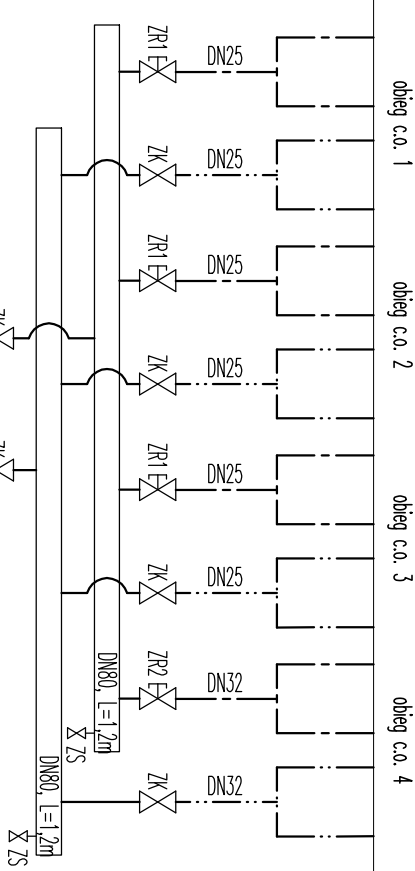 obieg c.o. 1
obieg c.o. 2
obieg c.o. 3
obieg c.o. 4
DN25
DN25
DN25
DN25
DN25
DN25
DN32
DN32
ZR1
ZK
ZR1
ZK
ZR1
ZK
ZR2
ZK
DN80, L=1,2m
ZS
DN80, L=1,2m
ZS